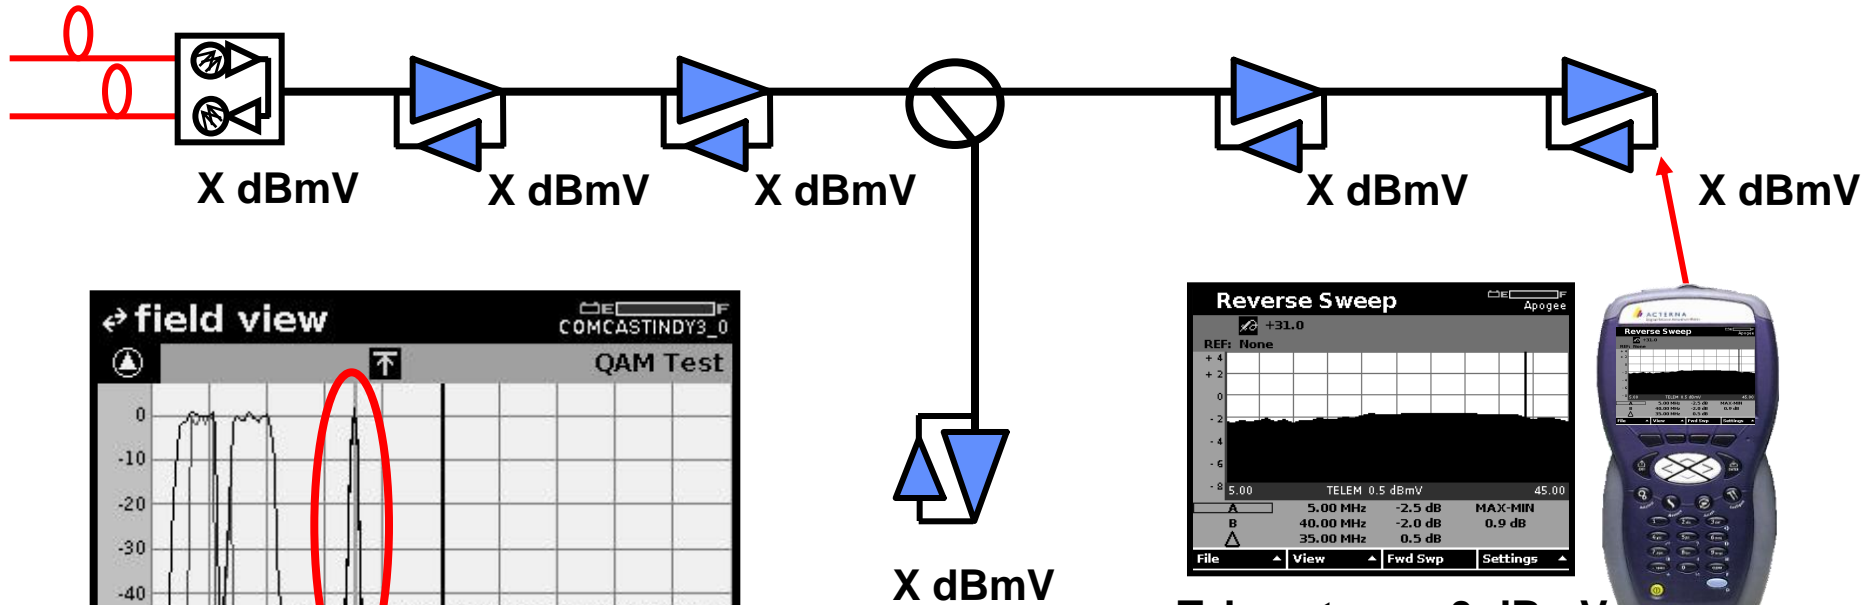 X dBmV
X dBmV
X dBmV
X dBmV
X dBmV
field view
E F
COMCASTINDY3_0
QAM Test
0
-10
-20
-30
-40
X dBmV
Reverse Sweep
E F
Apogee
+31.0
REF: None
+ 4
+ 2
0
- 2
- 4
- 6
- 8
5.00 TELEM 0.5 dBmV 45.00
A 5.00 MHz -2.5 dB MAX-MIN
B 40.00 MHz -2.0 dB 0.9 dB
△ 35.00 MHz 0.5 dB
File View Fwd Swp Settings
ACTERNA
Reverse Sweep